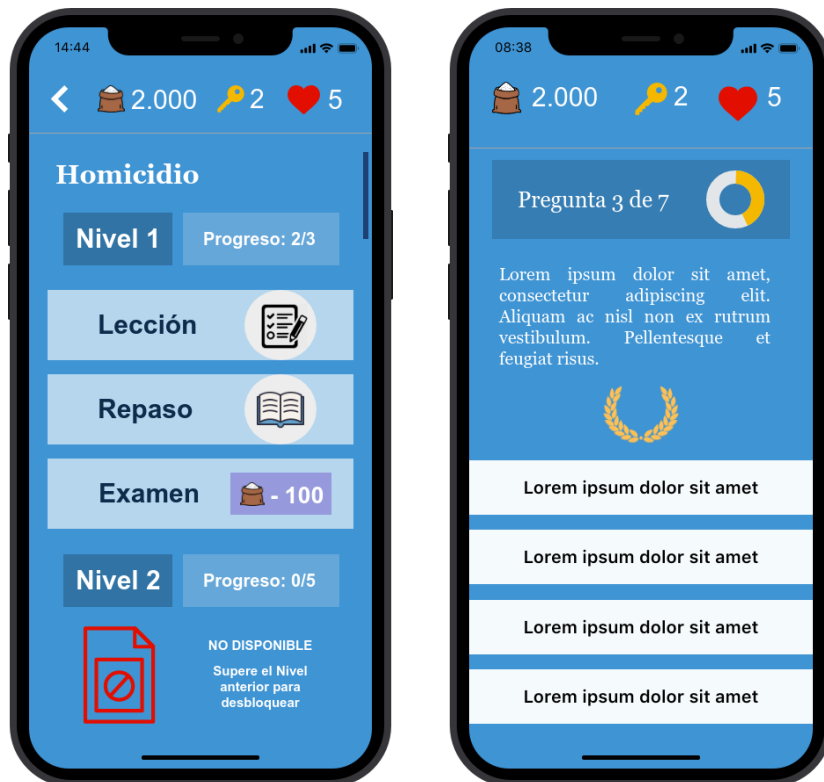 14:44
2.000 2 5
Homicidio
Nivel 1 Progreso: 2/3
Lección
Repaso
Examen - 100
Nivel 2 Progreso: 0/5
NO DISPONIBLE
Supere el Nivel
anterior para
desbloquear
08:38
2.000 2 5
Pregunta 3 de 7
Lorem ipsum dolor sit amet,
consectetur adipiscing elit.
Aliquam ac nisl non ex rutrum
vestibulum. Pellentesque et
feugiat risus.
Lorem ipsum dolor sit amet
Lorem ipsum dolor sit amet
Lorem ipsum dolor sit amet
Lorem ipsum dolor sit amet